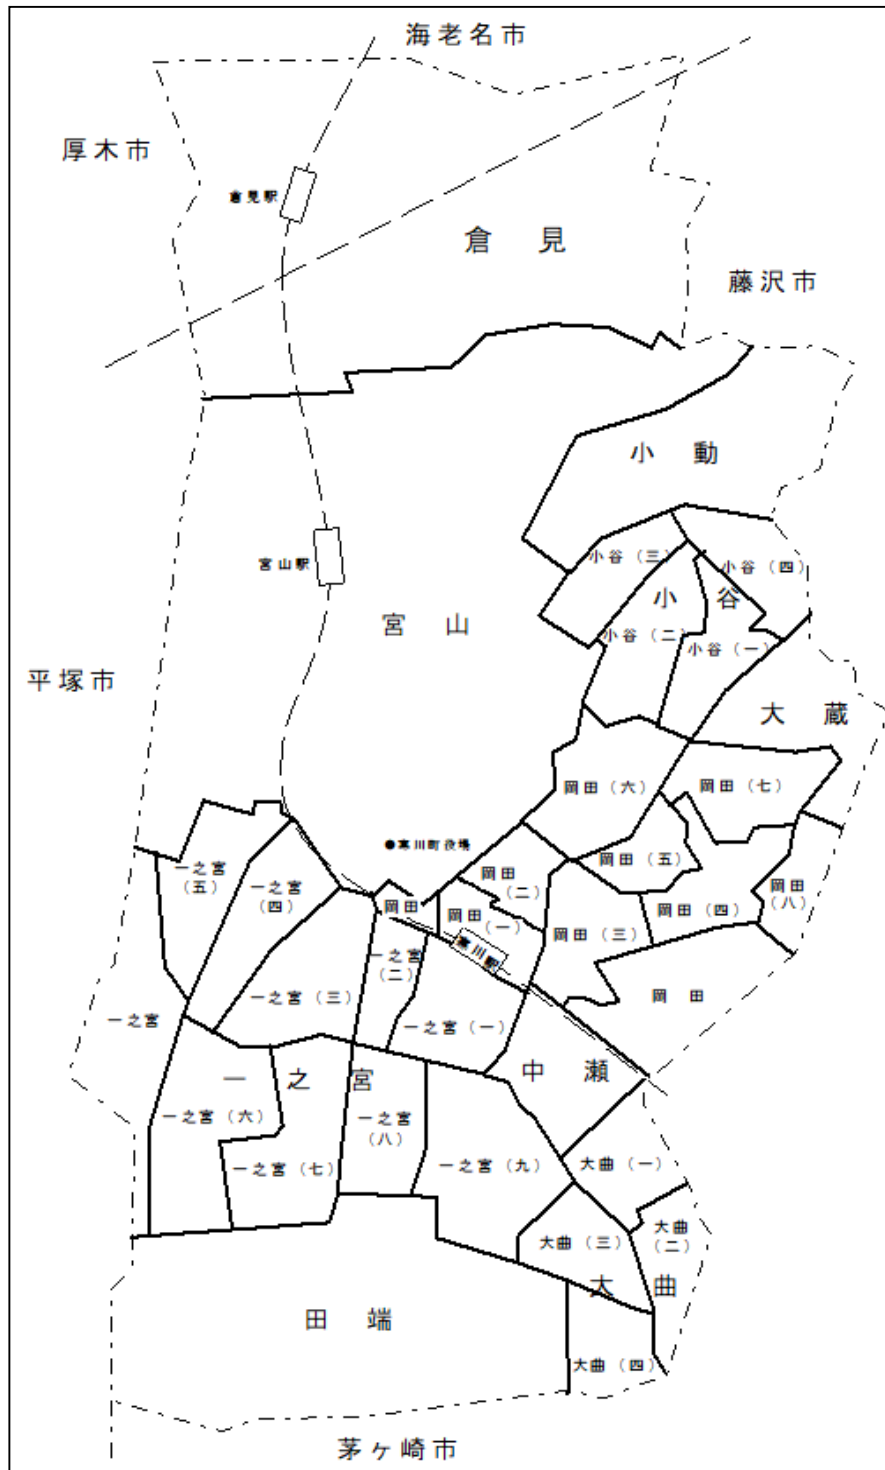 海老名市
厚木市
倉見駅
倉見
藤沢市
小動
宮山駅
小谷（三）
小谷（四）
小谷
宮山
小谷（二）
小谷（一）
平塚市
大蔵
岡田（六）
岡田（七）
●寒川町役場
岡田（五）
一之宮
（五）
一之宮
（四）
岡田
（二）
岡田
（八）
岡田
岡田（一）
岡田（四）
岡田（三）
寒川駅
一之宮
（二）
一之宮（三）
岡田
一之宮
一之宮（一）
中瀬
一之宮
一之宮（六）
一之宮
（八）
一之宮（七）
一之宮（九）
大曲（一）
大曲
（二）
大曲（三）
大曲
田端
大曲（四）
茅ヶ崎市